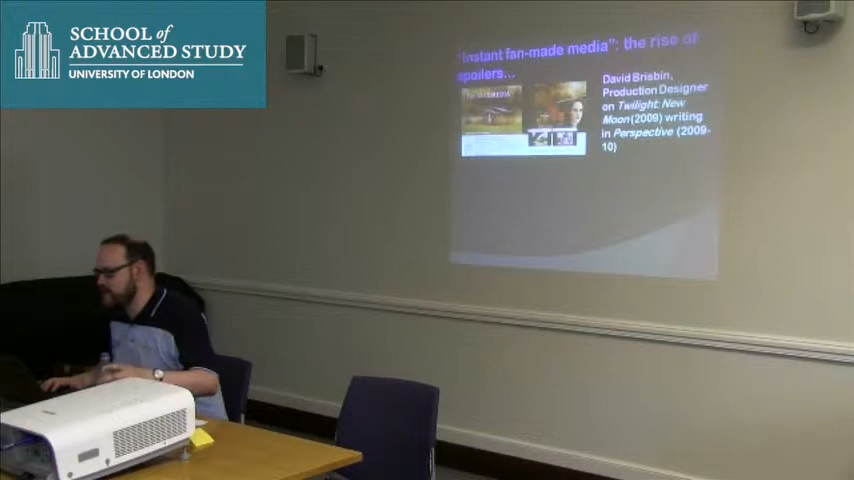 SCHOOL of
ADVANCED STUDY
UNIVERSITY OF LONDON
"Instant fan-made media": the rise of
spoilers...
David Brisbin,
Production Designer
on Twilight: New
Moon (2009) writing
in Perspective (2009-
10)